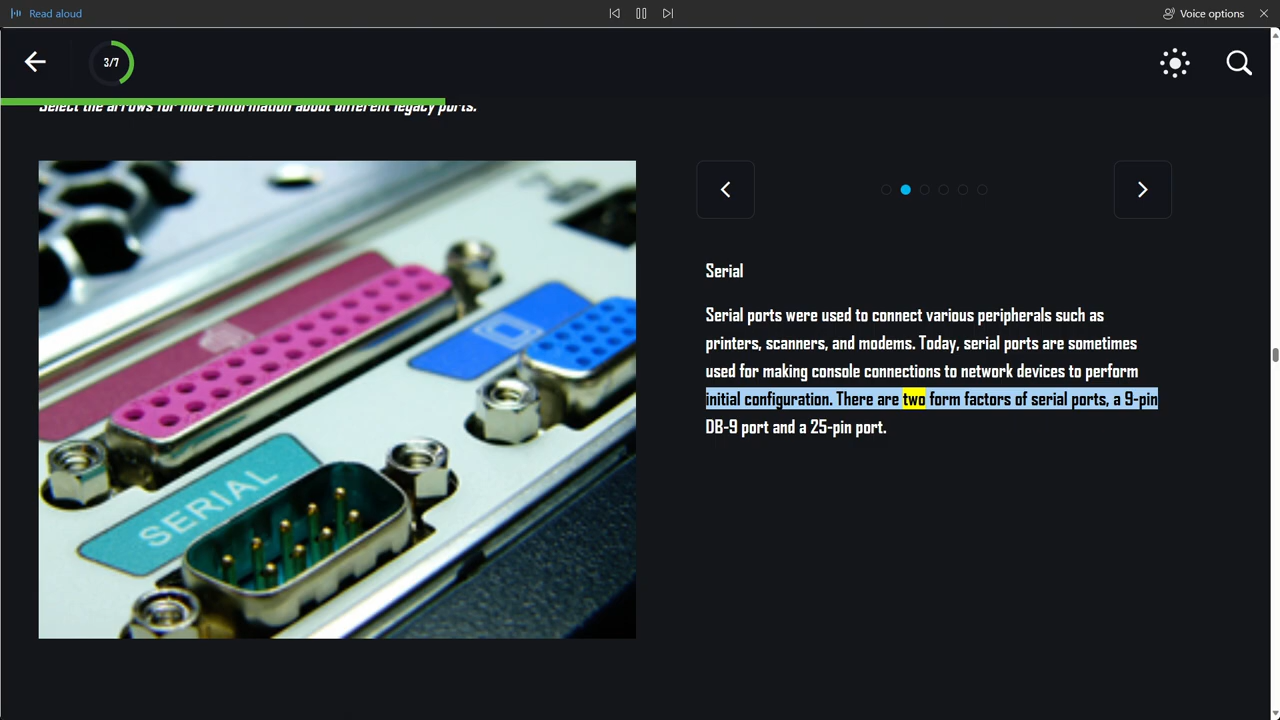 Read aloud
Voice options
3/7
Select the arrows for more information about different legacy ports.
Serial
Serial ports were used to connect various peripherals such as
printers, scanners, and modems. Today, serial ports are sometimes
used for making console connections to network devices to perform
initial configuration. There are two form factors of serial ports, a 9-pin
DB-9 port and a 25-pin port.
SERIAL